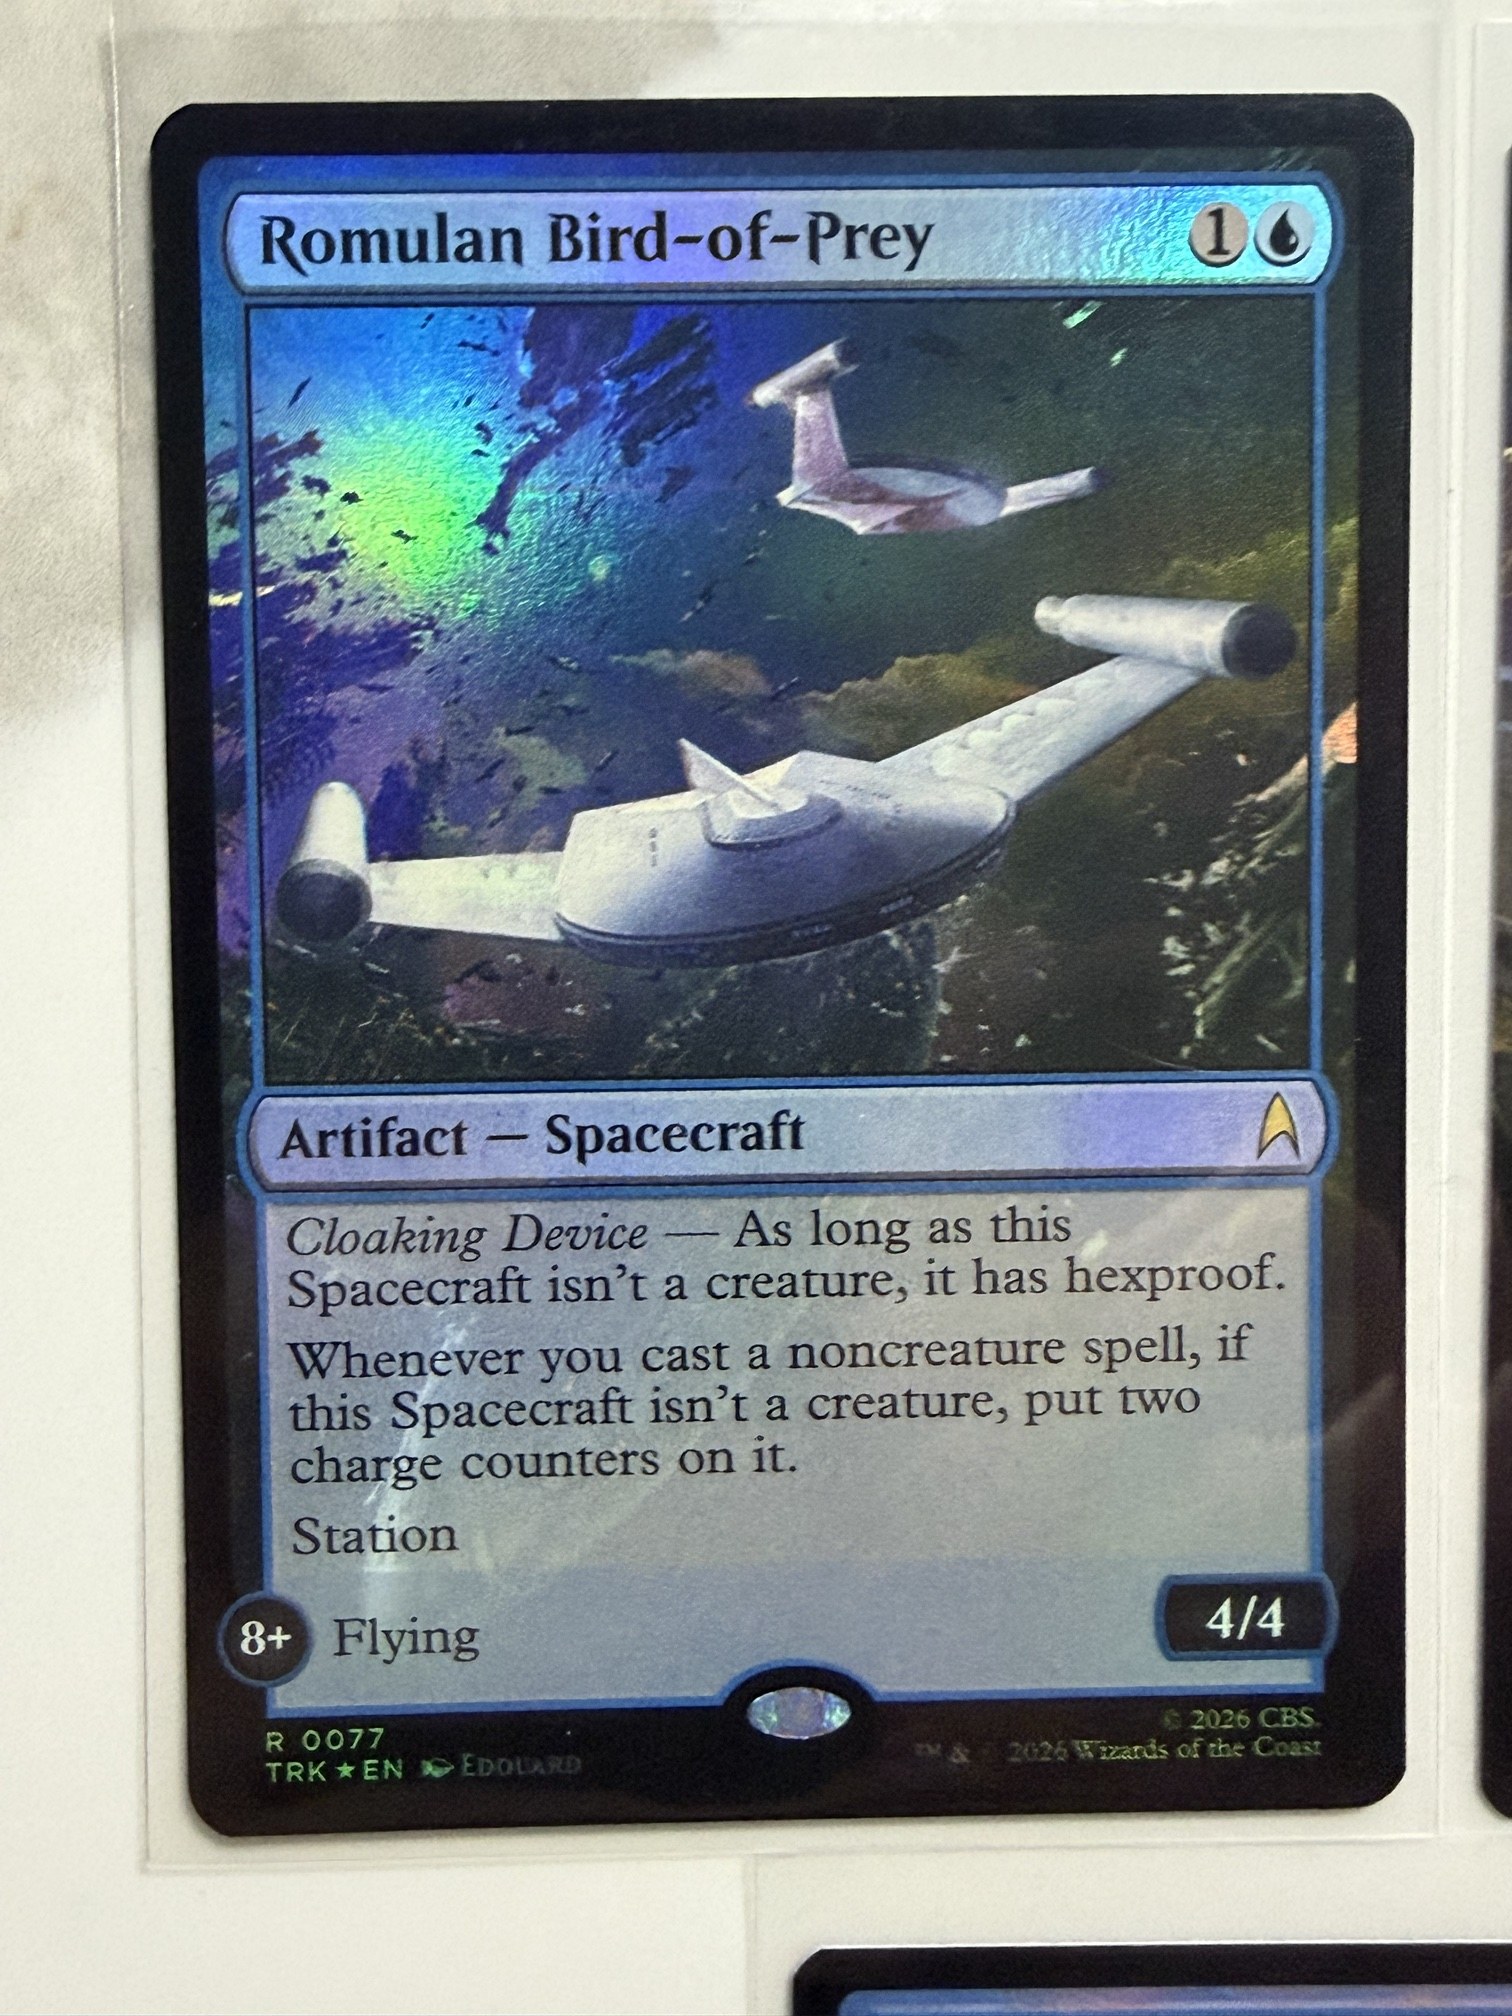 Romulan Bird-of-Prey 1
Artifact — Spacecraft
Cloaking Device — As long as this
Spacecraft isn't a creature, it has hexproof.
Whenever you cast a noncreature spell, if
this Spacecraft isn't a creature, put two
charge counters on it.
Station
8+ Flying
4/4
R 0077
TRK★EN EDOUARD
© 2026 CBS.
™ & © 2026 Wizards of the Coast